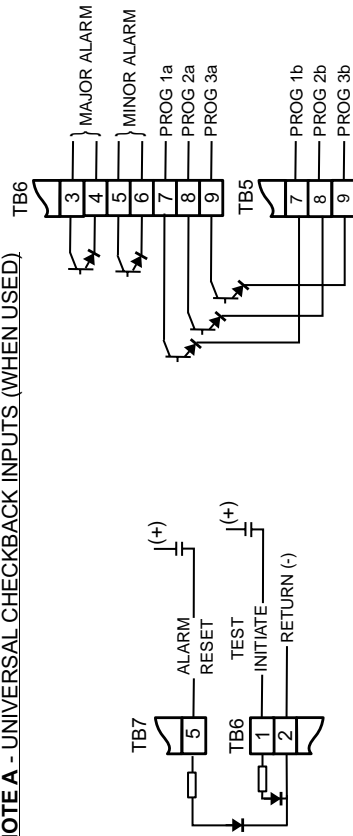 OTE A - UNIVERSAL CHECKBACK INPUTS (WHEN USED)
TB7
5
ALARM
RESET
(+)
TB6
1
2
TEST
INITIATE
(+)
RETURN (-)
TB6
3
4
5
6
7
8
9
MAJOR ALARM
MINOR ALARM
PROG 1a
PROG 2a
PROG 3a
TB5
7
8
9
PROG 1b
PROG 2b
PROG 3b